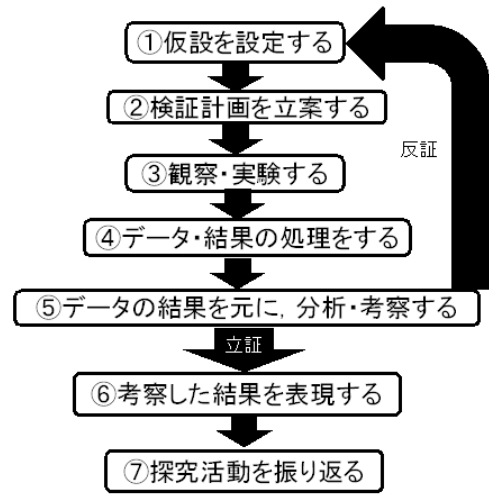 ①仮設を設定する
②検証計画を立案する
反証
③観察・実験する
④データ・結果の処理をする
⑤データの結果を元に，分析・考察する
立証
⑥考察した結果を表現する
⑦探究活動を振り返る